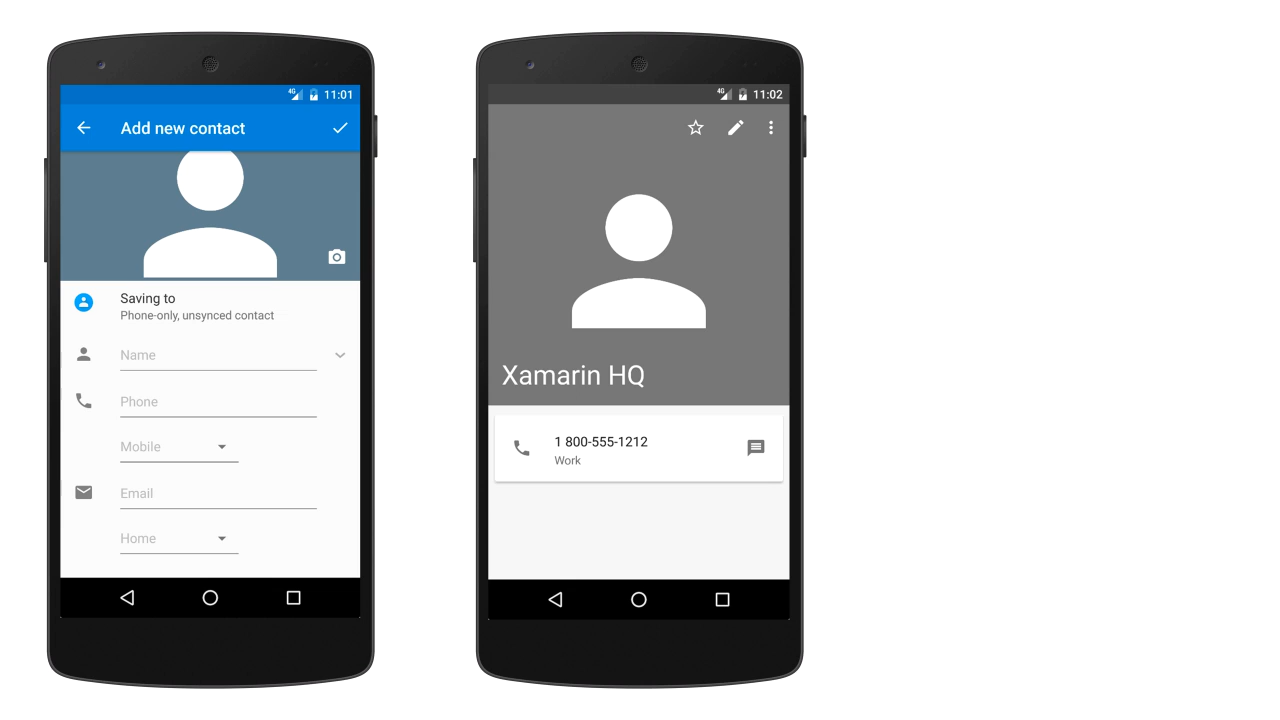 4G 11:01
Add new contact
Saving to
Phone-only, unsynced contact
Name
Phone
Mobile
Email
Home
4G 11:02
Xamarin HQ
1 800-555-1212
Work